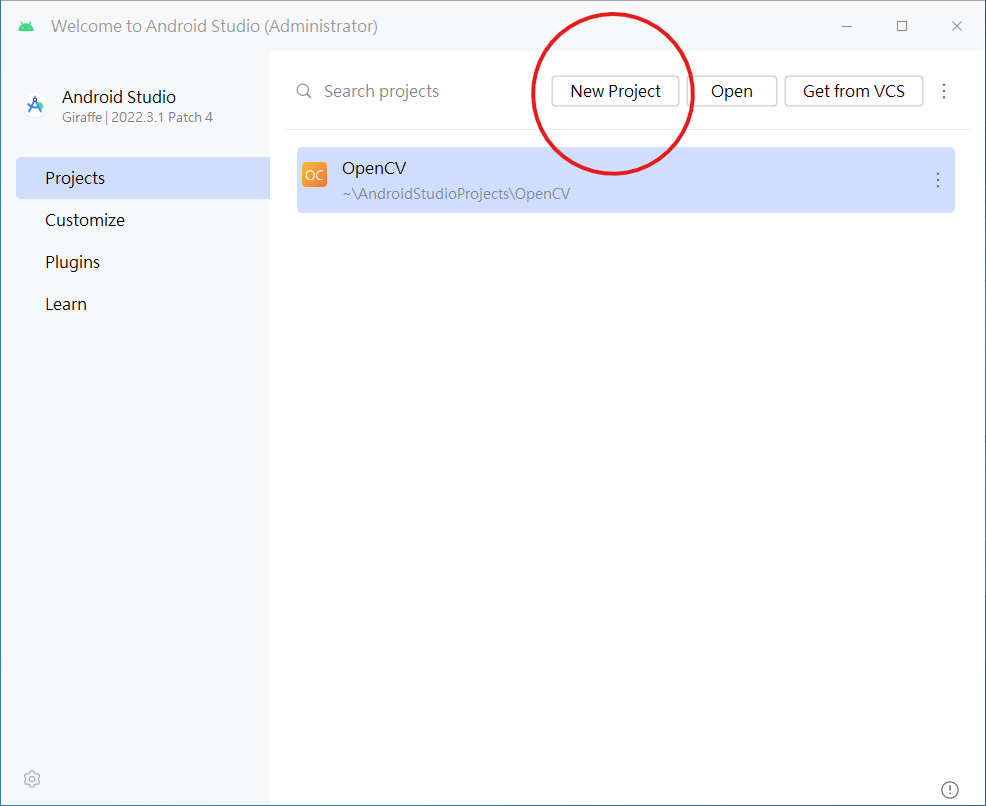 Welcome to Android Studio (Administrator)
Android Studio
Giraffe | 2022.3.1 Patch 4
Search projects
New Project
Open
Get from VCS
Projects
Customize
Plugins
Learn
OC
OpenCV
~\AndroidStudioProjects\OpenCV